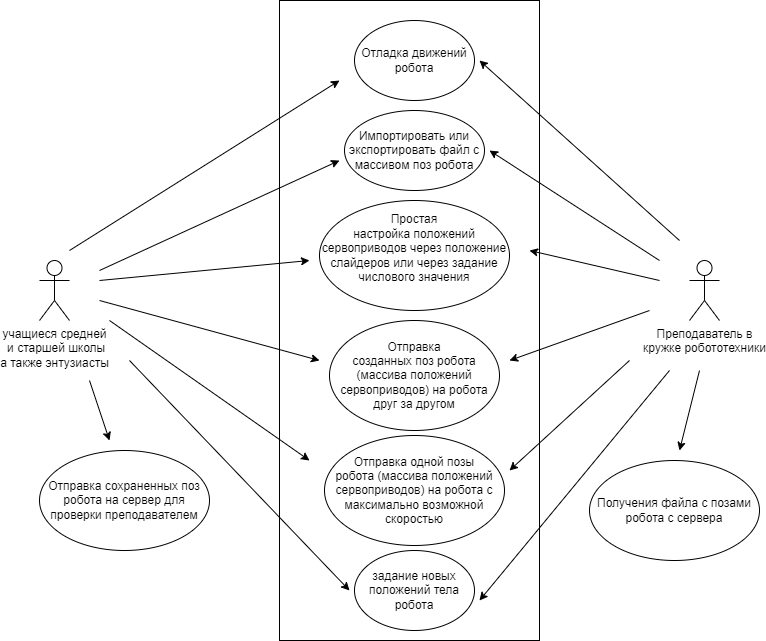 Отладка движений
робота
Импортировать или
экспортировать файл с
массивом поз робота
Простая
настройка положений
сервоприводов через положение
слайдеров или через задание
числового значения
учащиеся средней
и старшей школы
а также энтузиасты
Преподаватель в
кружке робототехники
Отправка
созданных поз робота
(массива положений
сервоприводов) на робота
друг за другом
Отправка одной позы
робота (массива положений
сервоприводов) на робота с
максимально возможной
скоростью
Отправка сохраненных поз
робота на сервер для
проверки преподавателем
Получения файла с позами
робота с сервера
задание новых
положений тела
робота